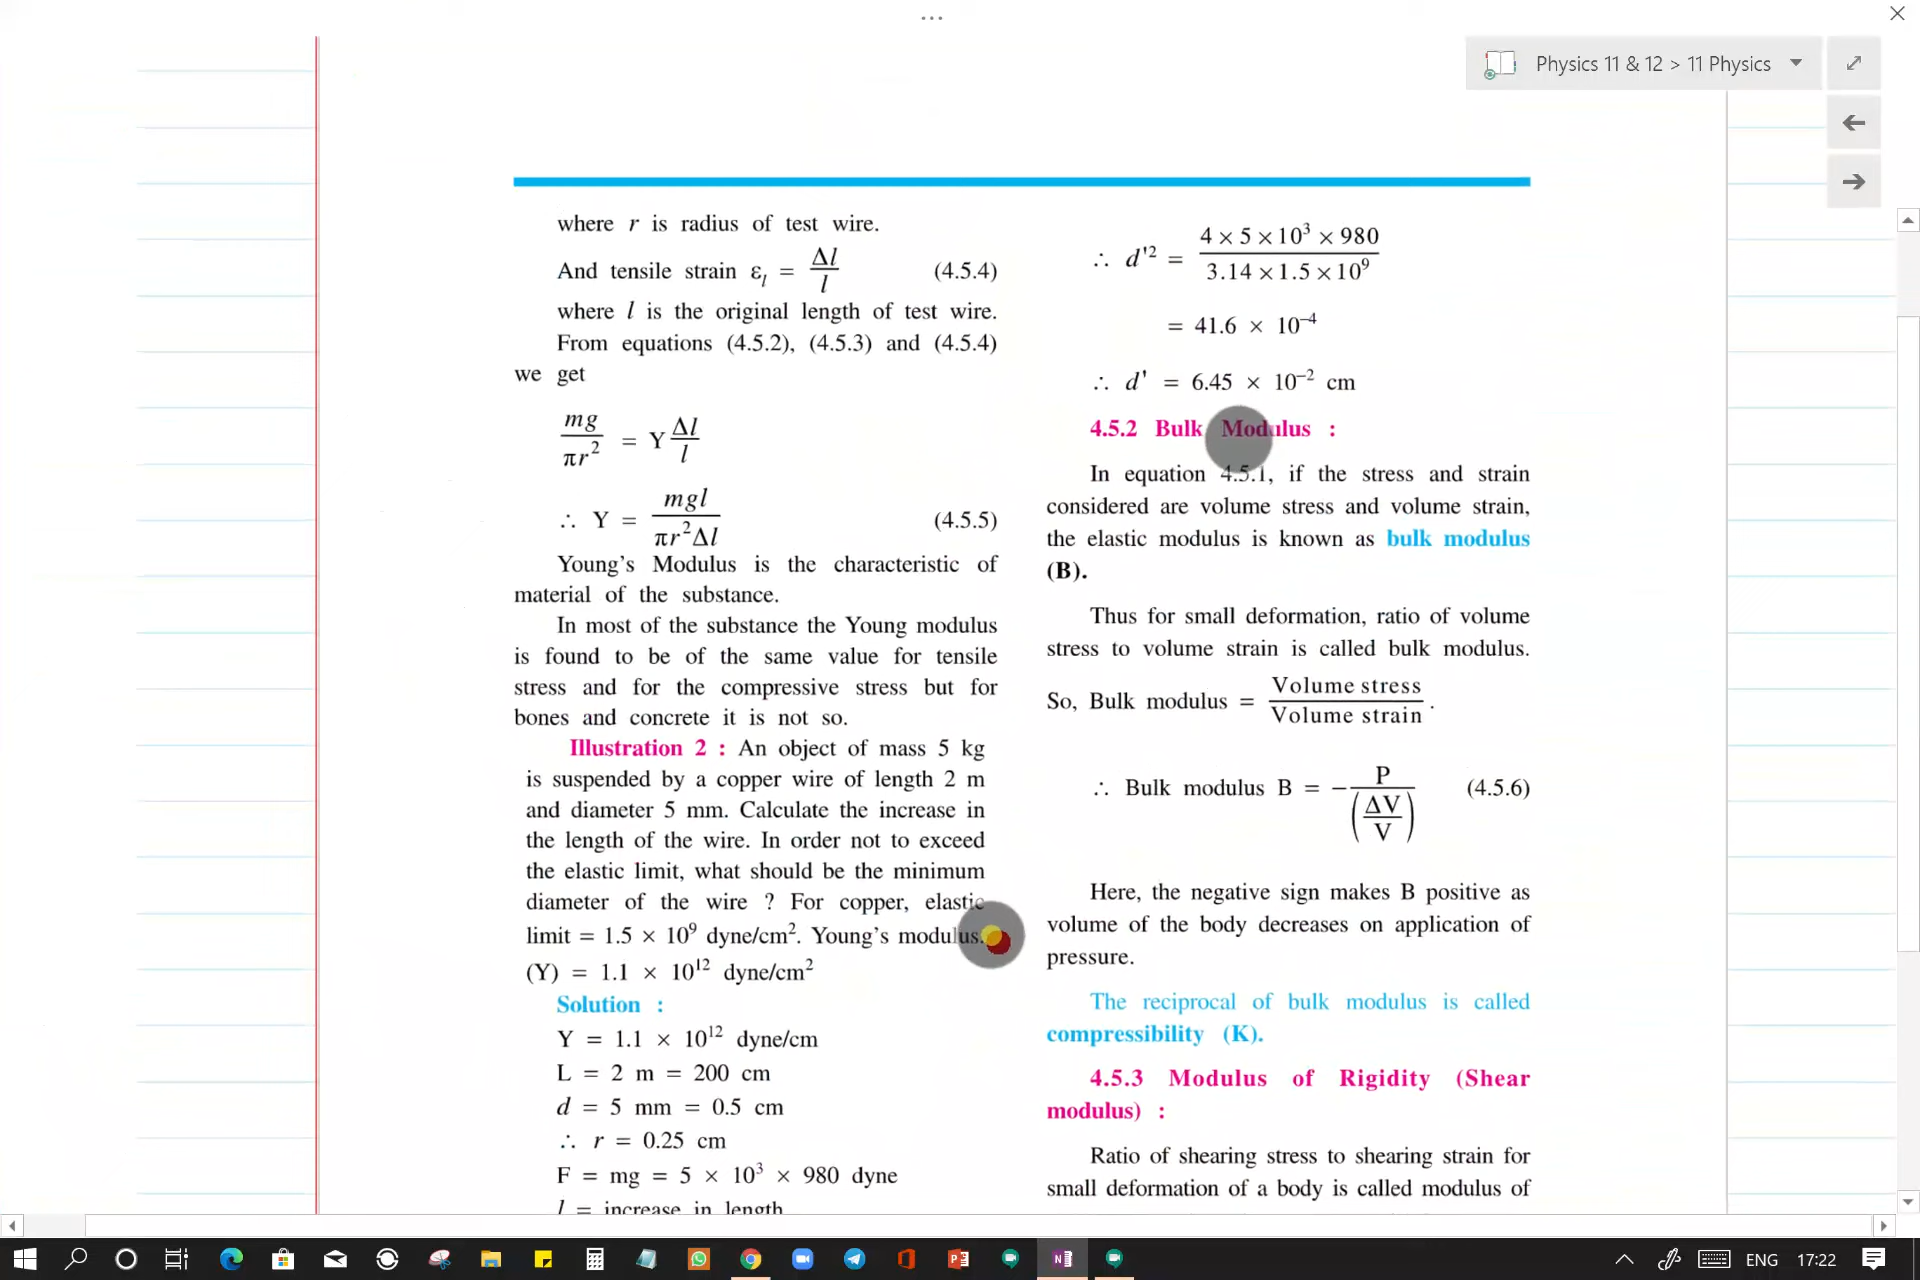 Physics 11 & 12 > 11 Physics
where r is radius of test wire.
And tensile strain εₗ = Δl/l (4.5.4)
where l is the original length of test wire.
From equations (4.5.2), (4.5.3) and (4.5.4)
we get
mg/πr² = Y Δl/l
∴ Y = mgl/πr²Δl (4.5.5)
Young's Modulus is the characteristic of
material of the substance.
In most of the substance the Young modulus
is found to be of the same value for tensile
stress and for the compressive stress but for
bones and concrete it is not so.
Illustration 2 : An object of mass 5 kg
is suspended by a copper wire of length 2 m
and diameter 5 mm. Calculate the increase in
the length of the wire. In order not to exceed
the elastic limit, what should be the minimum
diameter of the wire ? For copper, elastic
limit = 1.5 × 10⁹ dyne/cm². Young's modulus.
(Y) = 1.1 × 10¹² dyne/cm²
Solution :
Y = 1.1 × 10¹² dyne/cm
L = 2 m = 200 cm
d = 5 mm = 0.5 cm
∴ r = 0.25 cm
F = mg = 5 × 10³ × 980 dyne
l = increase in length
∴ d'² = 4 × 5 × 10³ × 980 / 3.14 × 1.5 × 10⁹
= 41.6 × 10⁻⁴
∴ d' = 6.45 × 10⁻² cm
4.5.2 Bulk Modulus :
In equation 4.5.1, if the stress and strain
considered are volume stress and volume strain,
the elastic modulus is known as bulk modulus
(B).
Thus for small deformation, ratio of volume
stress to volume strain is called bulk modulus.
So, Bulk modulus = Volume stress/Volume strain.
∴ Bulk modulus B = −P/(ΔV/V) (4.5.6)
Here, the negative sign makes B positive as
volume of the body decreases on application of
pressure.
The reciprocal of bulk modulus is called
compressibility (K).
4.5.3 Modulus of Rigidity (Shear
modulus) :
Ratio of shearing stress to shearing strain for
small deformation of a body is called modulus of
ENG 17:22